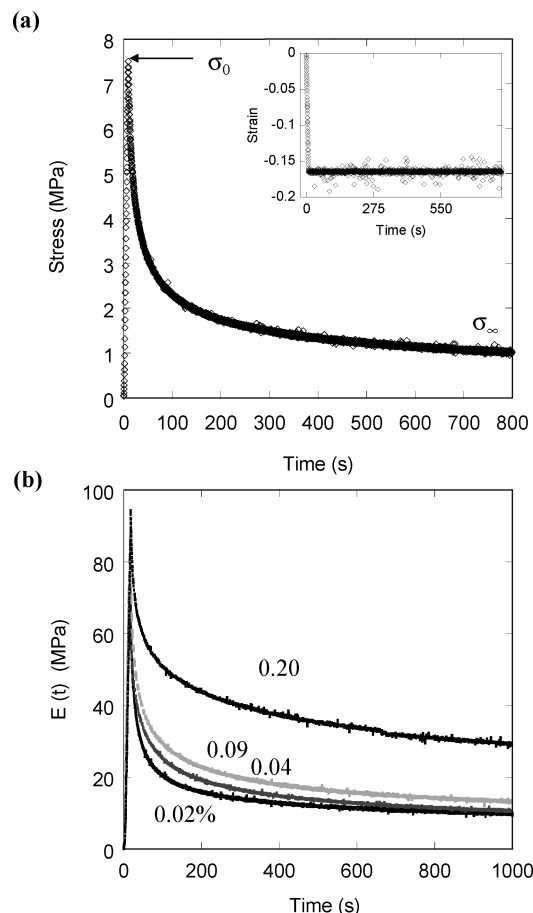 (a)
8
7
6
5
4
3
2
1
0
Stress (MPa)
σ0
0
-0.05
-0.1
-0.15
-0.2
Strain
0 275 550
Time (s)
σ∞
0 100 200 300 400 500 600 700 800
Time (s)
(b)
100
80
60
40
20
0
E (t) (MPa)
0.20
0.09
0.04
0.02%
0 200 400 600 800 1000
Time (s)